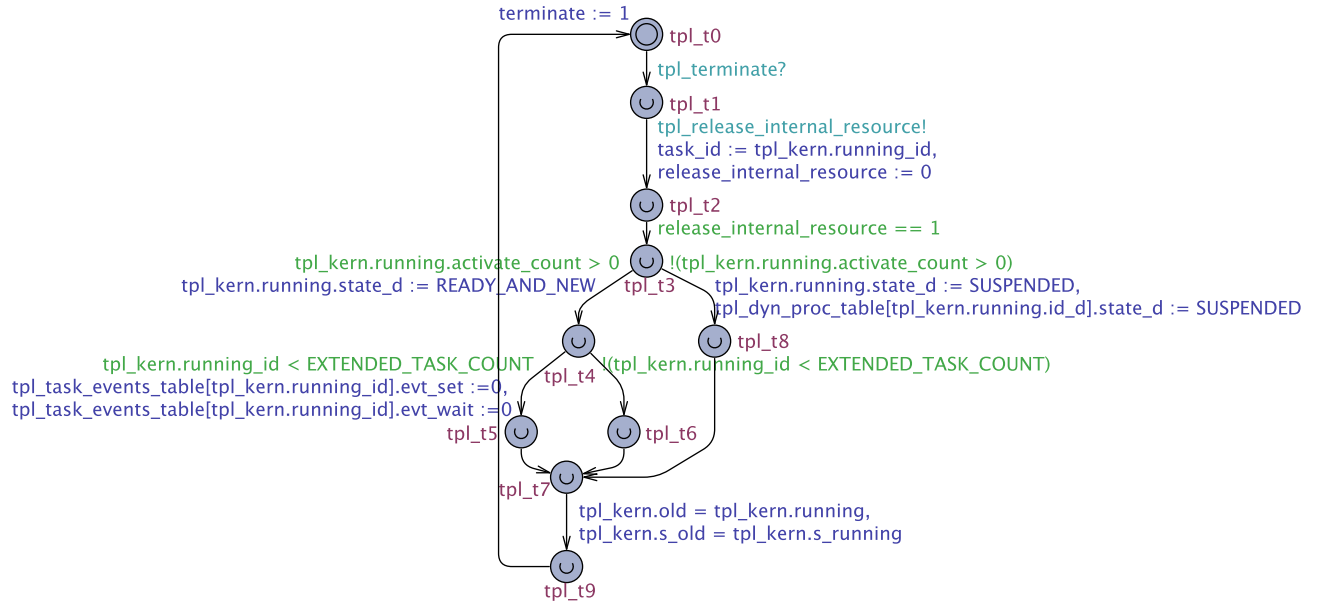 terminate := 1
tpl_t0
tpl_terminate?
tpl_t1
tpl_release_internal_resource!
task_id := tpl_kern.running_id,
release_internal_resource := 0
tpl_t2
release_internal_resource == 1
tpl_kern.running.activate_count > 0
!(tpl_kern.running.activate_count > 0)
tpl_kern.running.state_d := READY_AND_NEW
tpl_t3
tpl_kern.running.state_d := SUSPENDED,
tpl_dyn_proc_table[tpl_kern.running.id_d].state_d := SUSPENDED
tpl_t8
tpl_kern.running_id < EXTENDED_TASK_COUNT
!(tpl_kern.running_id < EXTENDED_TASK_COUNT)
tpl_t4
tpl_task_events_table[tpl_kern.running_id].evt_set :=0,
tpl_task_events_table[tpl_kern.running_id].evt_wait :=0
tpl_t5
tpl_t6
tpl_t7
tpl_kern.old = tpl_kern.running,
tpl_kern.s_old = tpl_kern.s_running
tpl_t9